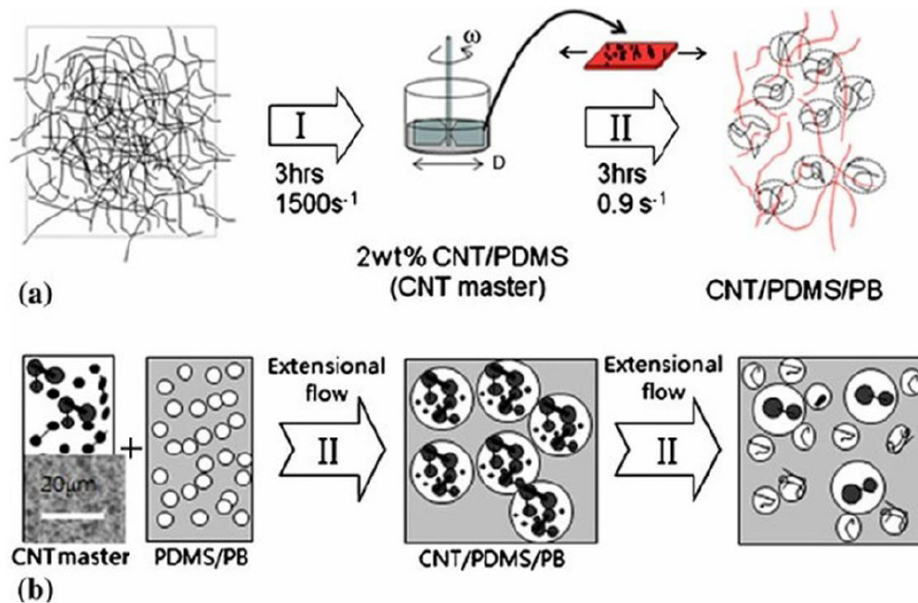 ω
I
II
D
3hrs
1500s⁻¹
3hrs
0.9 s⁻¹
2wt% CNT/PDMS
(CNT master)
CNT/PDMS/PB
(a)
Extensional
flow
II
Extensional
flow
II
20μm
CNT master
PDMS/PB
CNT/PDMS/PB
+
(b)